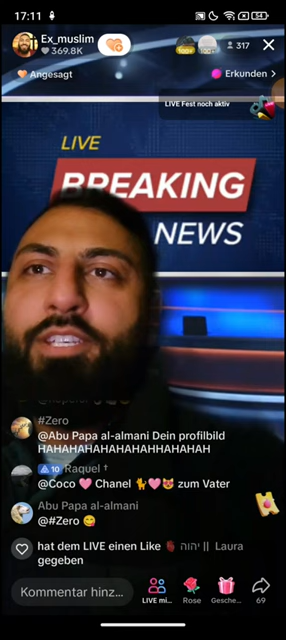 17:11
54
Ex_muslim
369.8K
317
Angesagt
Erkunden >
LIVE Fest noch aktiv
LIVE
BREAKING
NEWS
#Zero
@Abu Papa al-almani Dein profilbild
HAHAHAHAHAHAHAHHAHAHAH
10 Raquel †
@Coco 🩷 Chanel 🐈🩷😻 zum Vater
Abu Papa al-almani
@#Zero 😋
hat dem LIVE einen Like 🫀 יהוה || Laura
gegeben
Kommentar hinz...
LIVE mi...
Rose
Gesche...
69